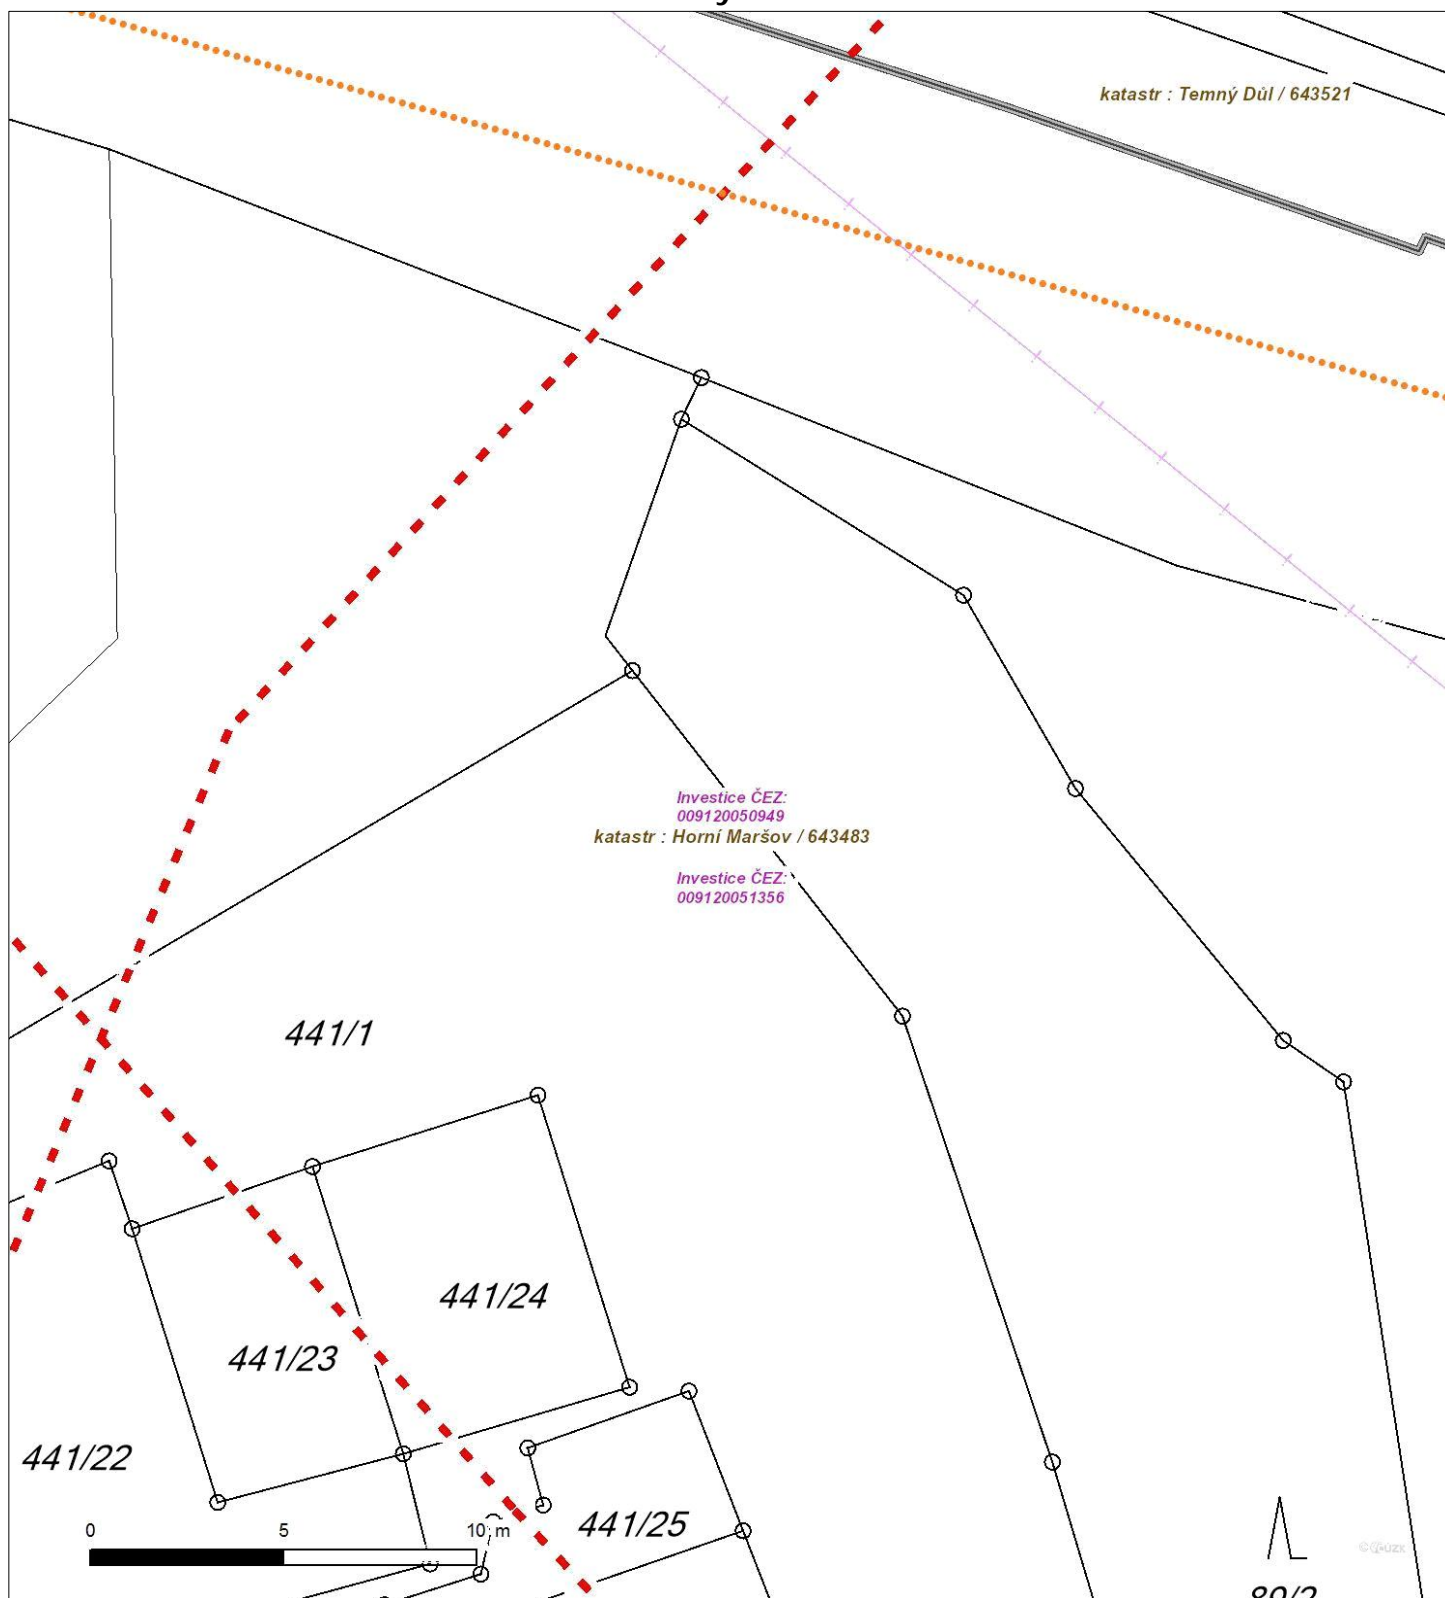 katastr : Temný Důl / 643521
Investice ČEZ:
009120050949
katastr : Horní Maršov / 643483
Investice ČEZ:
009120051356
441/1
441/24
441/23
441/22
441/25
0 5 10 m